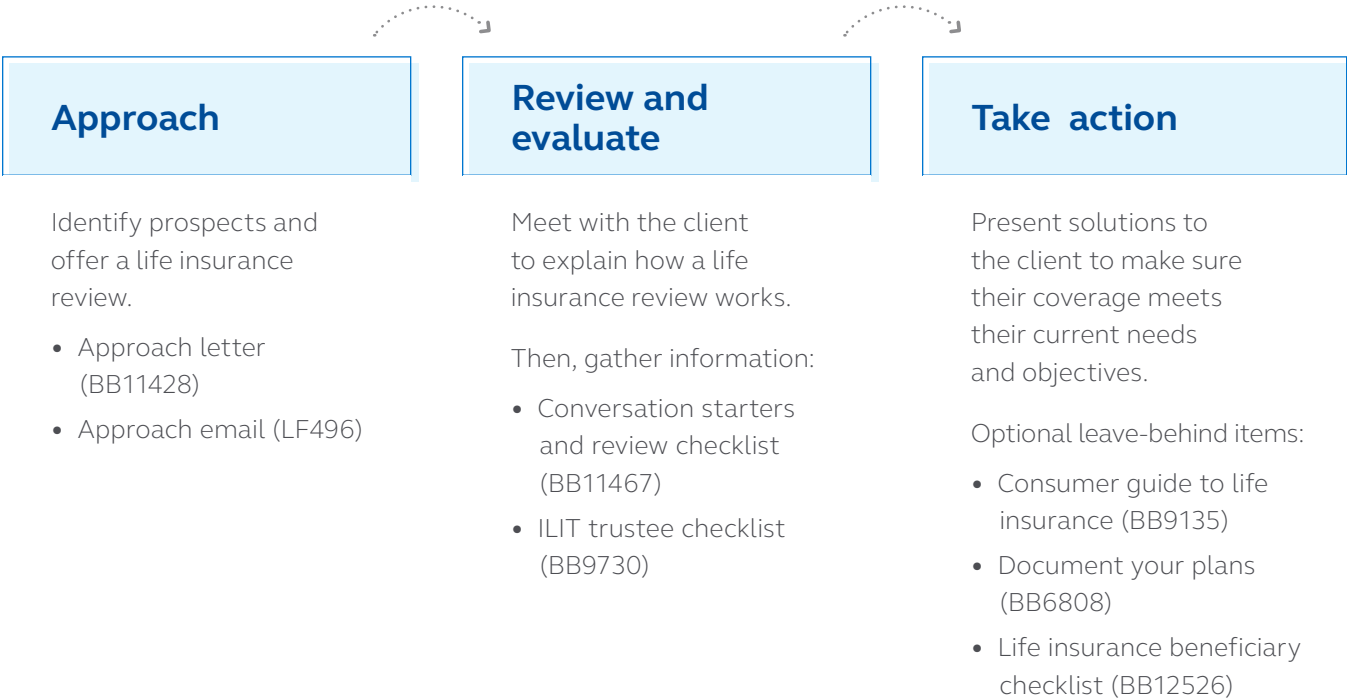 Approach
Identify prospects and
offer a life insurance
review.
• Approach letter
(BB11428)
• Approach email (LF496)
Review and
evaluate
Meet with the client
to explain how a life
insurance review works.
Then, gather information:
• Conversation starters
and review checklist
(BB11467)
• ILIT trustee checklist
(BB9730)
Take action
Present solutions to
the client to make sure
their coverage meets
their current needs
and objectives.
Optional leave-behind items:
• Consumer guide to life
insurance (BB9135)
• Document your plans
(BB6808)
• Life insurance beneficiary
checklist (BB12526)